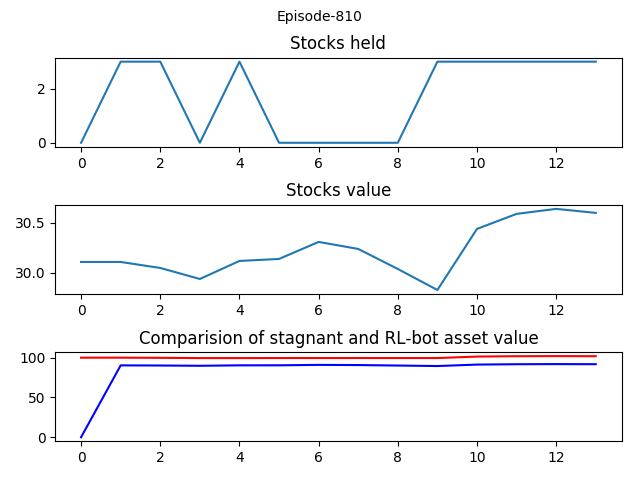 Episode-810
Stocks held
2
0
0 2 4 6 8 10 12
Stocks value
30.5
30.0
0 2 4 6 8 10 12
Comparision of stagnant and RL-bot asset value
100
50
0
0 2 4 6 8 10 12